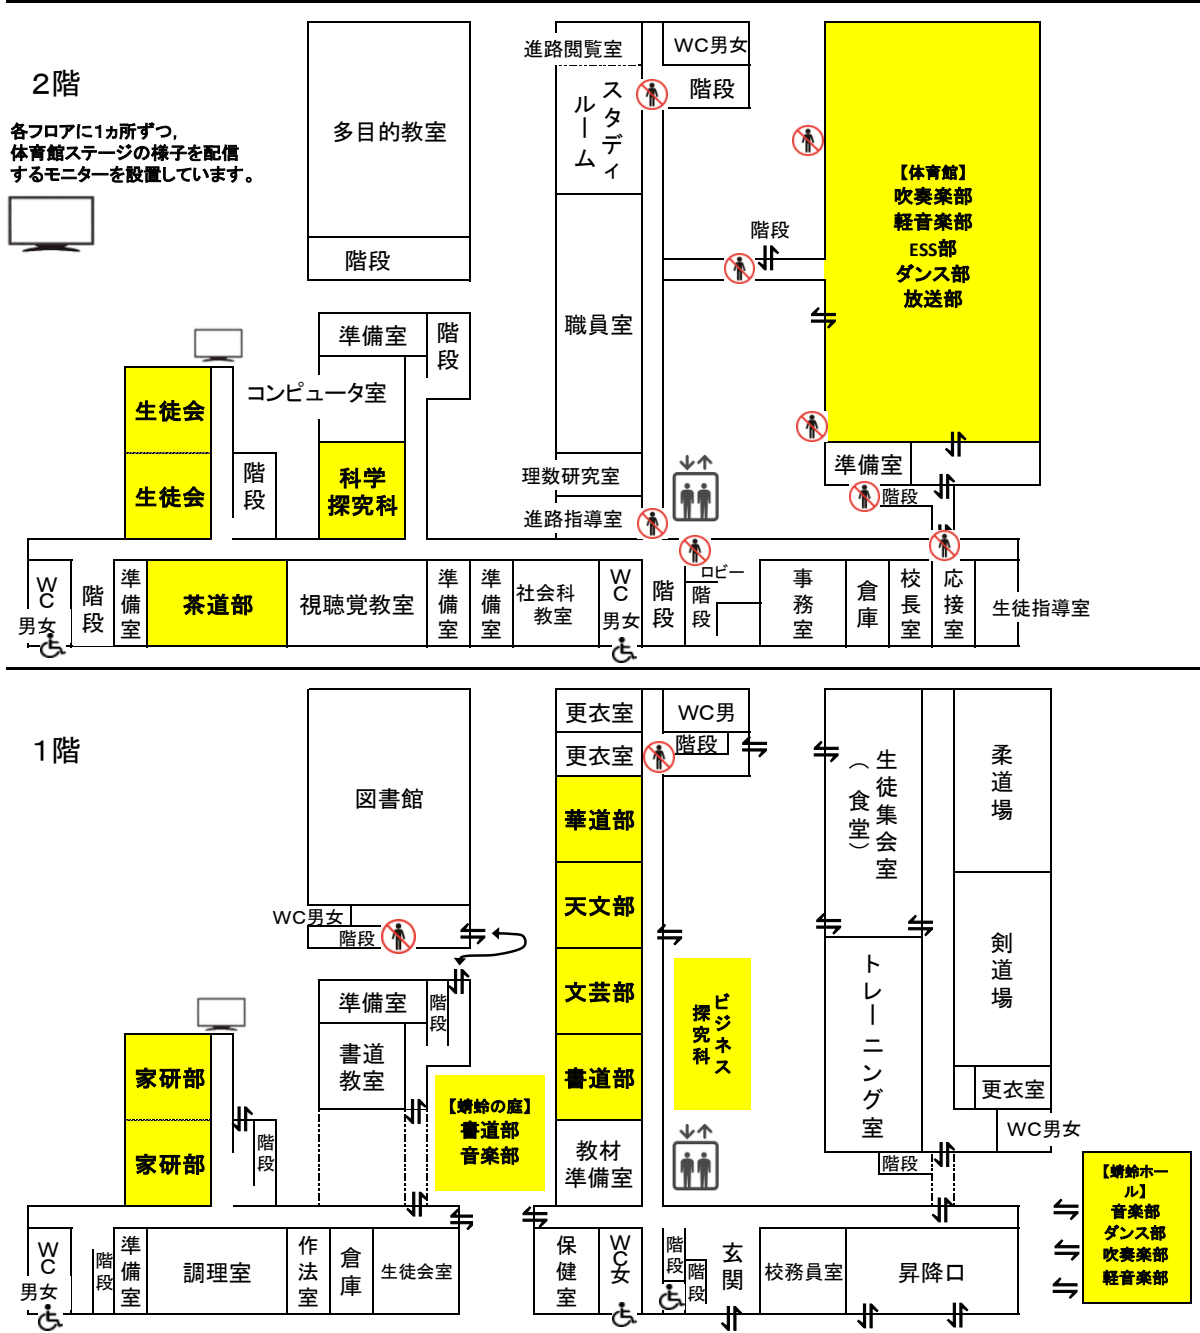 2階
各フロアに1ヵ所ずつ,
体育館ステージの様子を配信
するモニターを設置しています。
多目的教室
階段
進路閲覧室
スタディ
ルーム
WC男女
階段
職員室
階段
【体育館】
吹奏楽部
軽音楽部
ESS部
ダンス部
放送部
準備室
階段
コンピュータ室
生徒会
生徒会
階段
科学
探究科
理数研究室
進路指導室
準備室
階段
WC
男女
階段
準備室
茶道部
視聴覚教室
準備室
準備室
社会科
教室
WC
男女
階段
ロビー
階段
事務室
倉庫
校長室
応接室
生徒指導室
1階
図書館
WC男女
階段
更衣室
更衣室
WC男
階段
華道部
天文部
文芸部
書道部
教材
準備室
生徒集会室
(食堂)
柔道場
剣道場
トレーニング室
更衣室
WC男女
階段
準備室
階段
書道
教室
家研部
家研部
階段
【蜻蛉の庭】
書道部
音楽部
ビジネス
探究科
【蜻蛉ホー
ル】
音楽部
ダンス部
吹奏楽部
軽音楽部
WC
男女
階段
準備室
調理室
作法室
倉庫
生徒会室
保健室
WC女
階段
階段
玄関
校務員室
昇降口